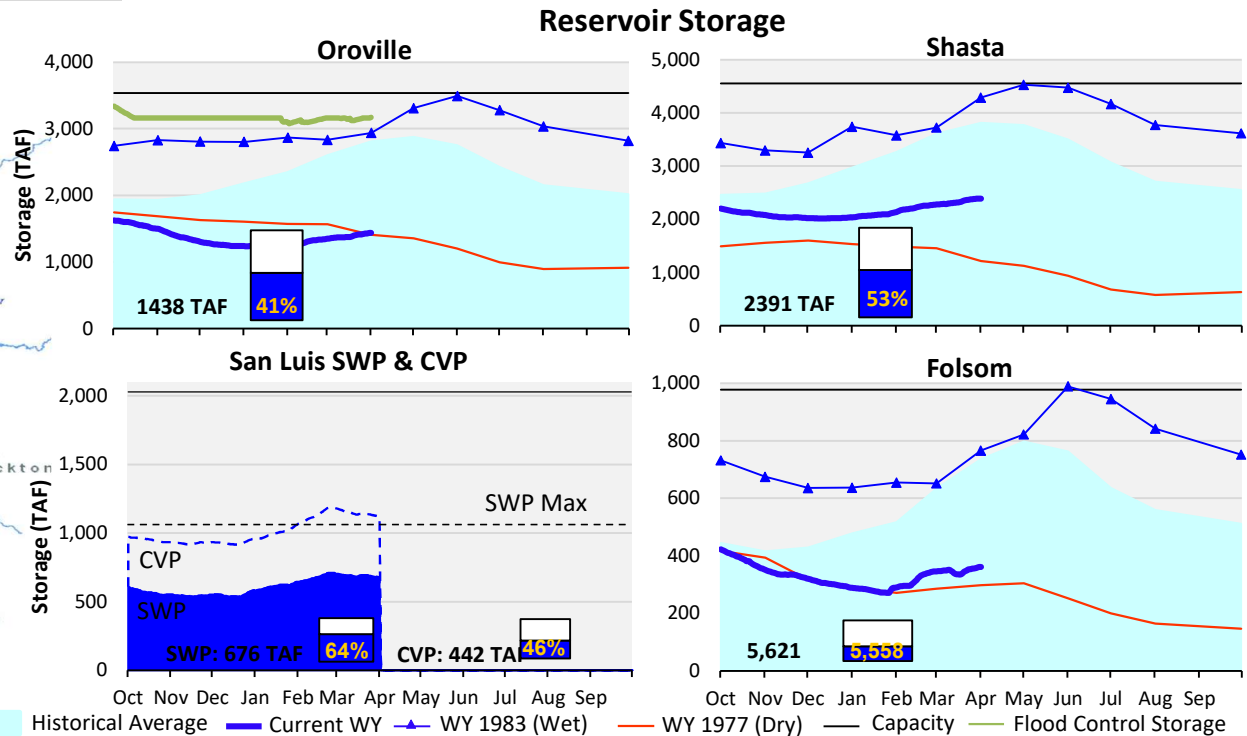 Reservoir Storage
Oroville
Storage (TAF)
4,000
3,000
2,000
1,000
0
1438 TAF
41%
Shasta
5,000
4,000
3,000
2,000
1,000
0
2391 TAF
53%
San Luis SWP & CVP
Storage (TAF)
2,000
1,500
1,000
500
0
SWP Max
CVP
SWP
SWP: 676 TAF
64%
CVP: 442 TAF
46%
Oct Nov Dec Jan Feb Mar Apr May Jun Jul Aug Sep
Folsom
1,000
800
600
400
200
0
5,621
5,558
Oct Nov Dec Jan Feb Mar Apr May Jun Jul Aug Sep
ckton
Historical Average Current WY WY 1983 (Wet) WY 1977 (Dry) Capacity Flood Control Storage